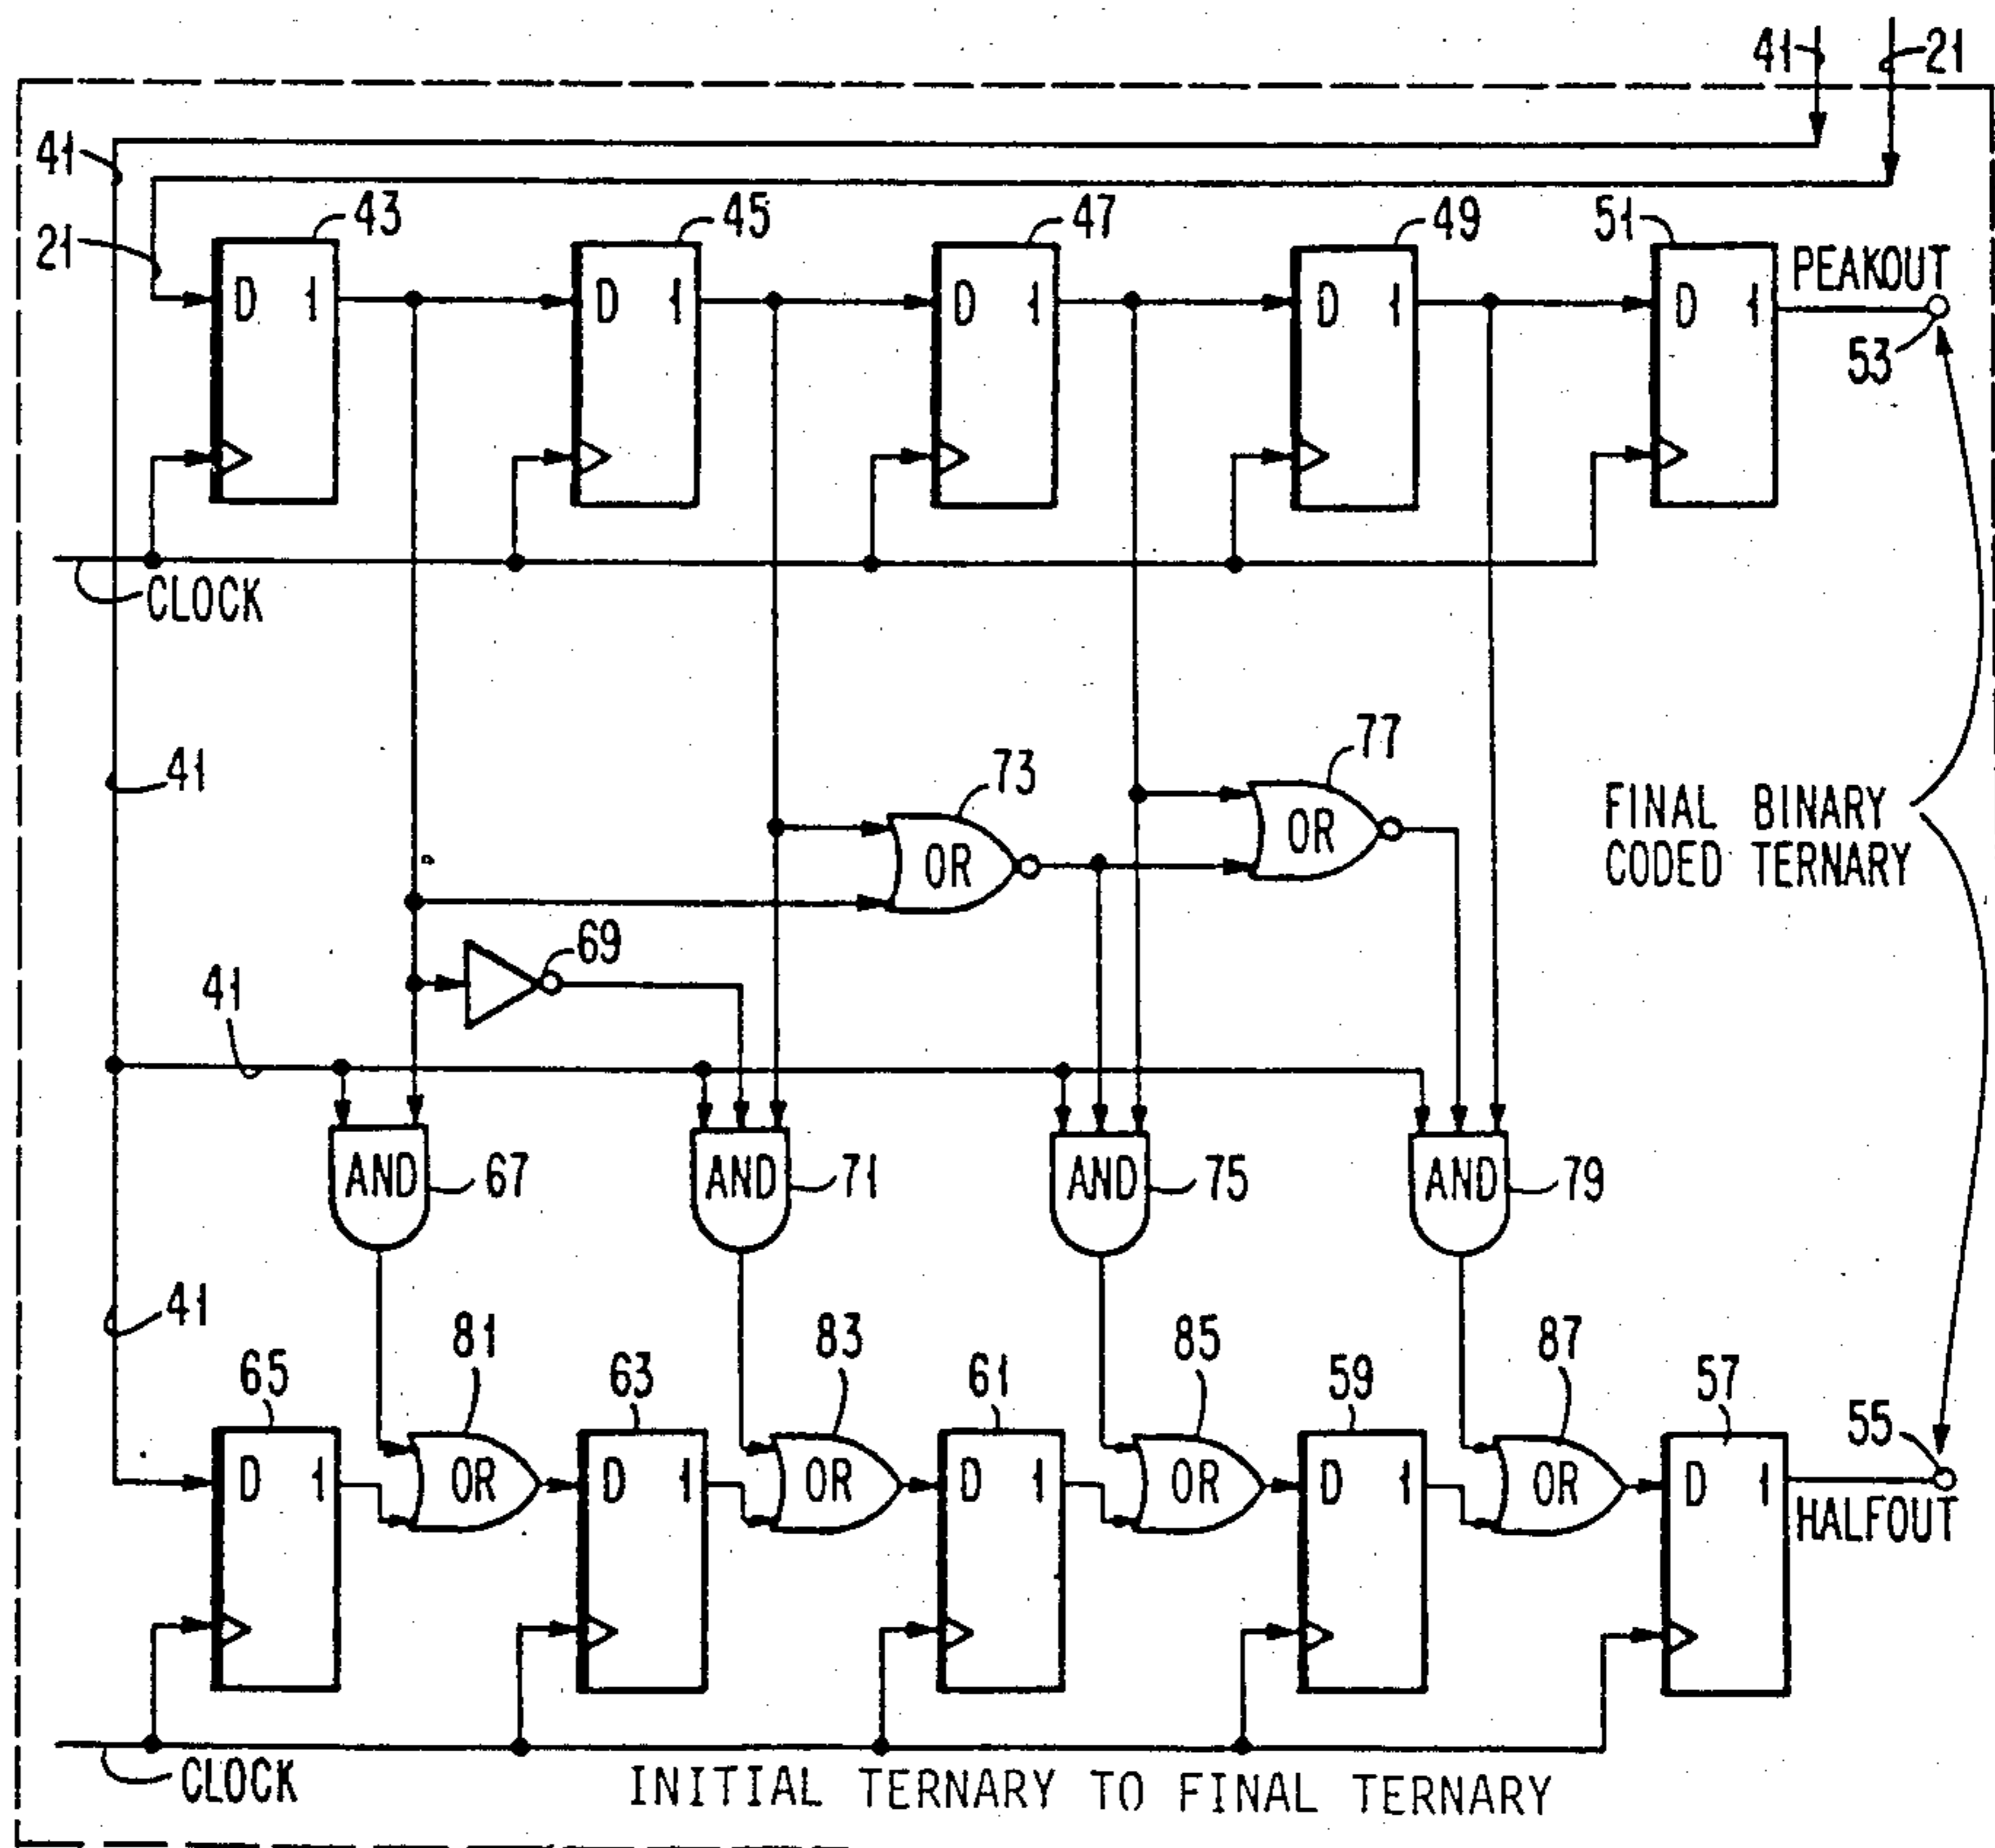 41 21
41
43 45 47 49 51
21
D 1 D 1 D 1 D 1 D 1
PEAKOUT
53
CLOCK
41
73
77
OR
OR
FINAL BINARY
CODED TERNARY
69
41
AND 67
AND 71
AND 75
AND 79
41
81 83 85 87
65 63 61 59 57
55
D 1 OR D 1 OR D 1 OR D 1 OR D 1
HALFOUT
CLOCK
INITIAL TERNARY TO FINAL TERNARY